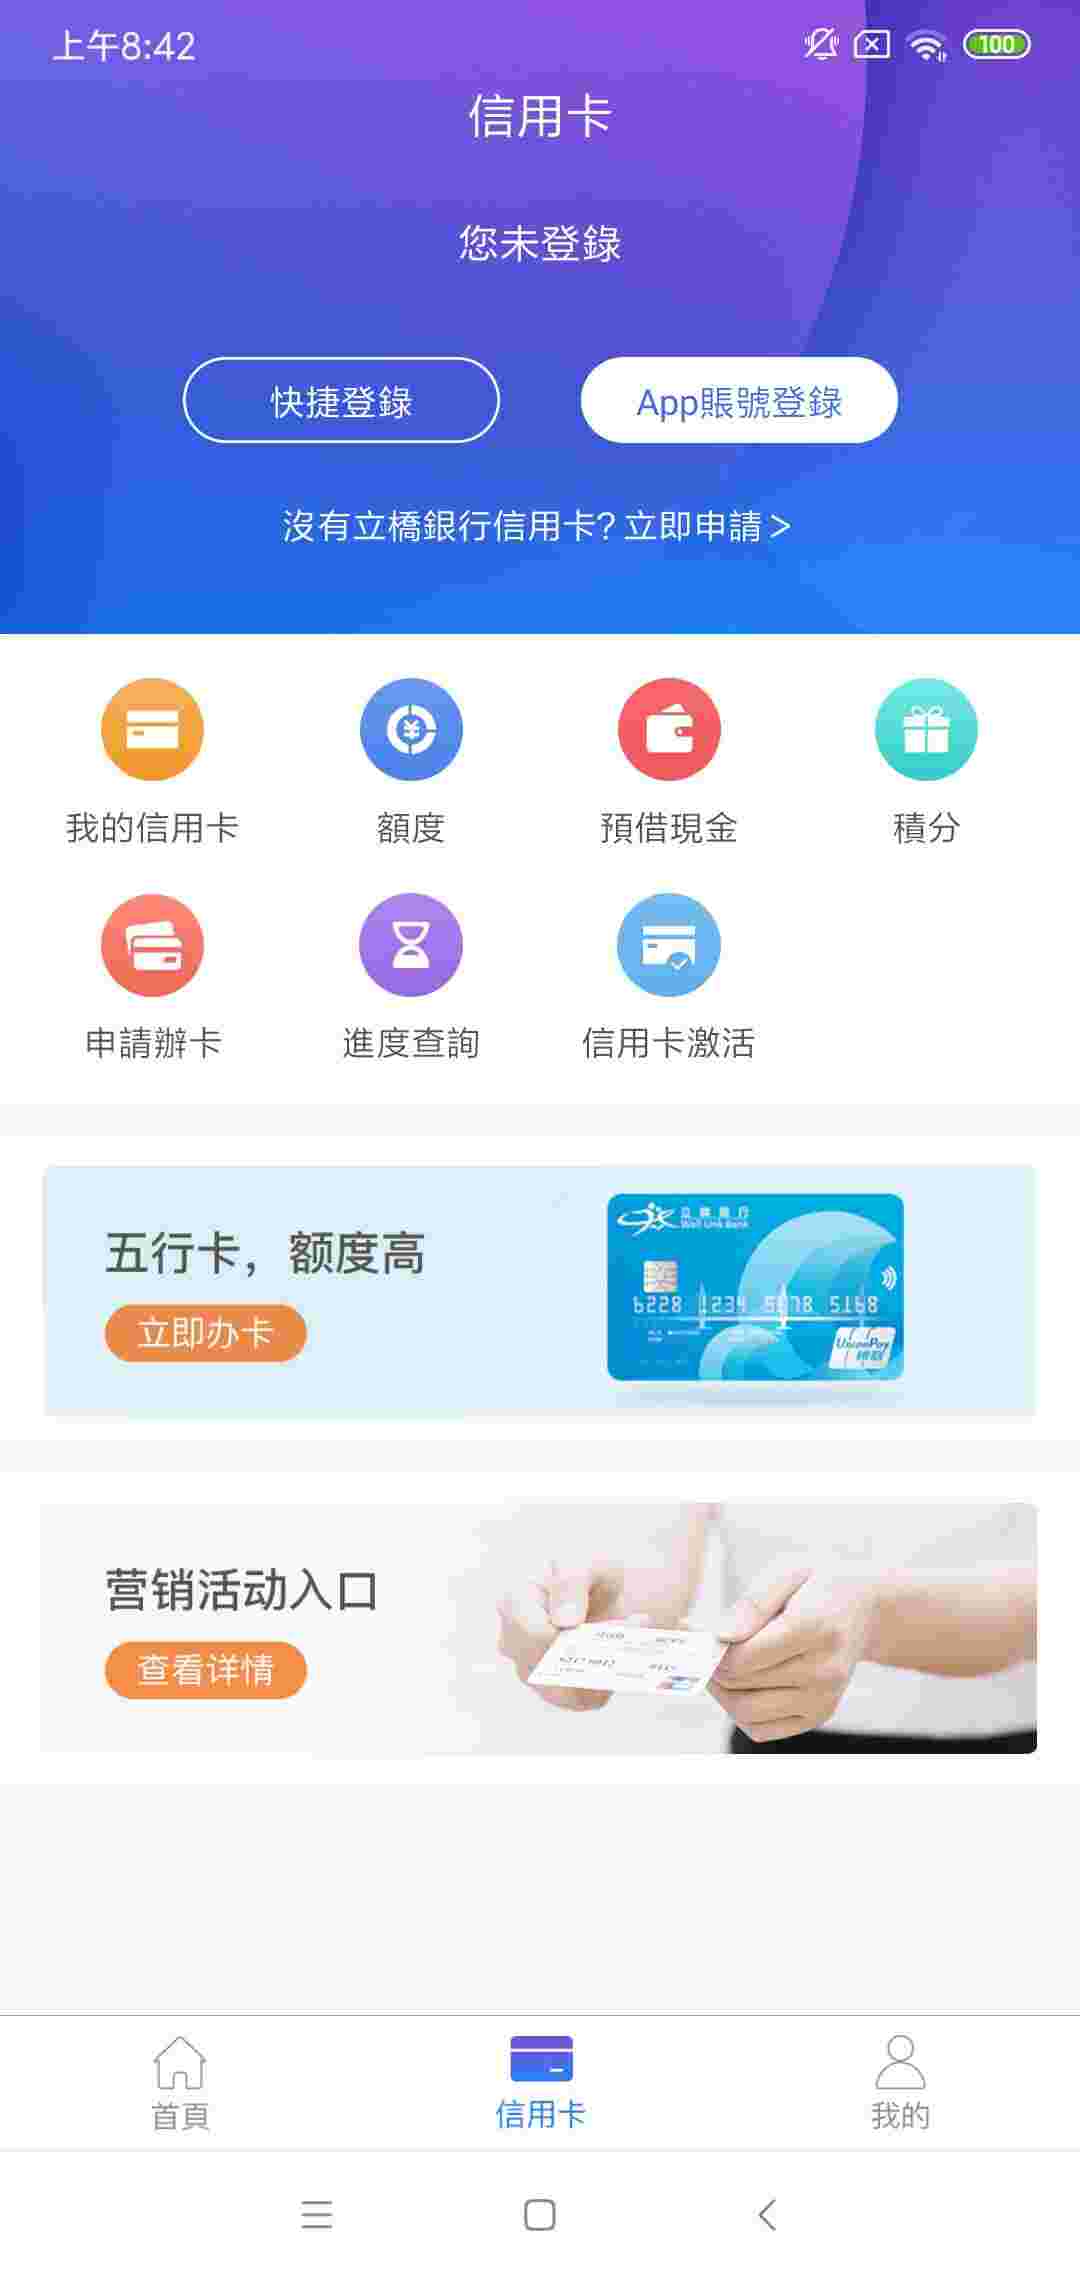 上午8:42
100
信用卡
您未登錄
快捷登錄
App賬號登錄
沒有立橋銀行信用卡? 立即申請 >
我的信用卡
額度
預借現金
積分
申請辦卡
進度查詢
信用卡激活
五行卡，额度高
立即办卡
立橋銀行
Well Link Bank
6228 1234 5678 5168
UnionPay
银联
营销活动入口
查看详情
首頁
信用卡
我的